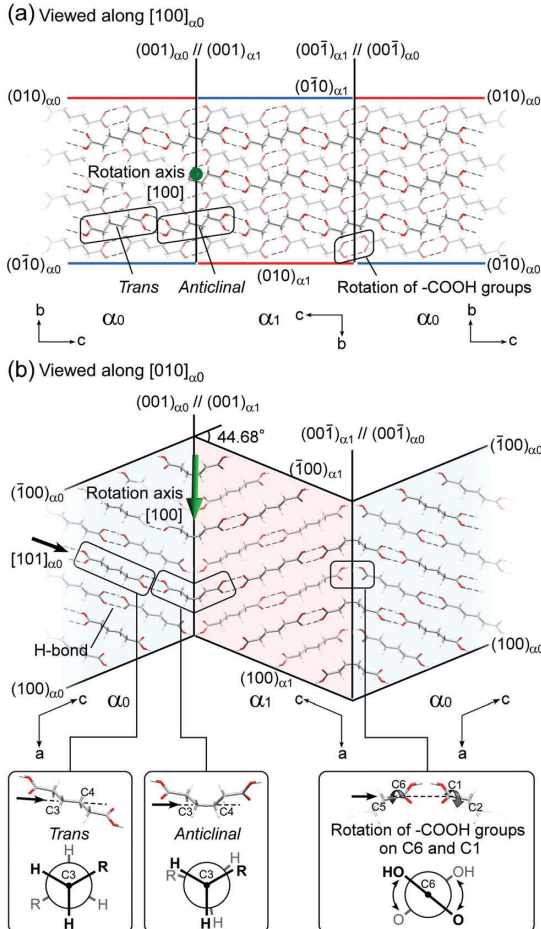 (a) Viewed along [100]α0
(001)α0 // (001)α1
(001̅)α1 // (001̅)α0
(010)α0
(01̅0)α1
(010)α0
Rotation axis
[100]
(01̅0)α0
Trans
Anticlinal
(010)α1
Rotation of -COOH groups
(01̅0)α0
b
c
α0
α1
c
b
α0
b
c
(b) Viewed along [010]α0
(001)α0 // (001)α1
44.68°
(001̅)α1 // (001̅)α0
(1̅00)α0
(1̅00)α1
(1̅00)α0
Rotation axis
[100]
[101]α0
H-bond
(100)α0
(100)α1
(100)α0
c
a
α0
α1
c
a
α0
c
a
C4
C3
Trans
H
H
R
C3
R
H
H
C3
C4
Anticlinal
H
H
R
C3
R
H
H
C6
C1
C5
C2
Rotation of -COOH groups
on C6 and C1
HO
OH
C6
O
O